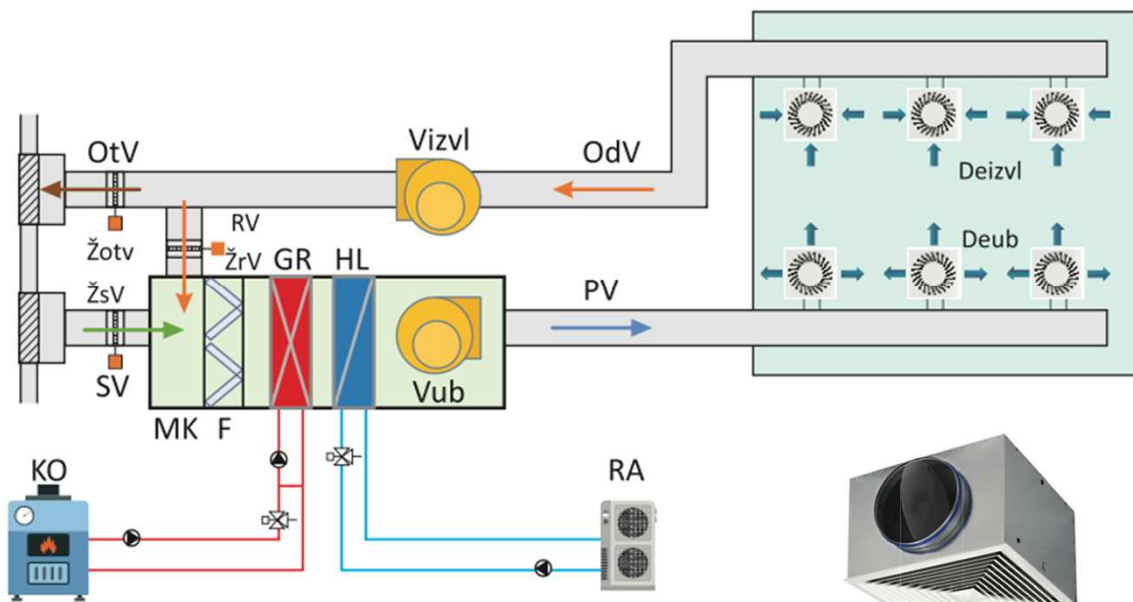 OtV
Vizvl
OdV
Deizvl
Žotv
RV
ŽrV
GR
HL
Deub
ŽsV
PV
SV
Vub
MK
F
KO
RA